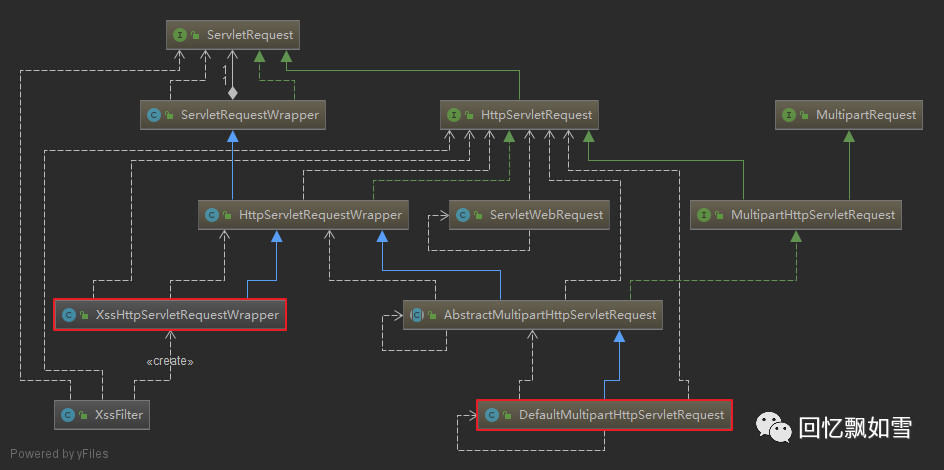 ServletRequest
1
1
ServletRequestWrapper
HttpServletRequest
MultipartRequest
HttpServletRequestWrapper
ServletWebRequest
MultipartHttpServletRequest
XssHttpServletRequestWrapper
AbstractMultipartHttpServletRequest
«create»
XssFilter
DefaultMultipartHttpServletRequest
回忆飘如雪
Powered by yFiles